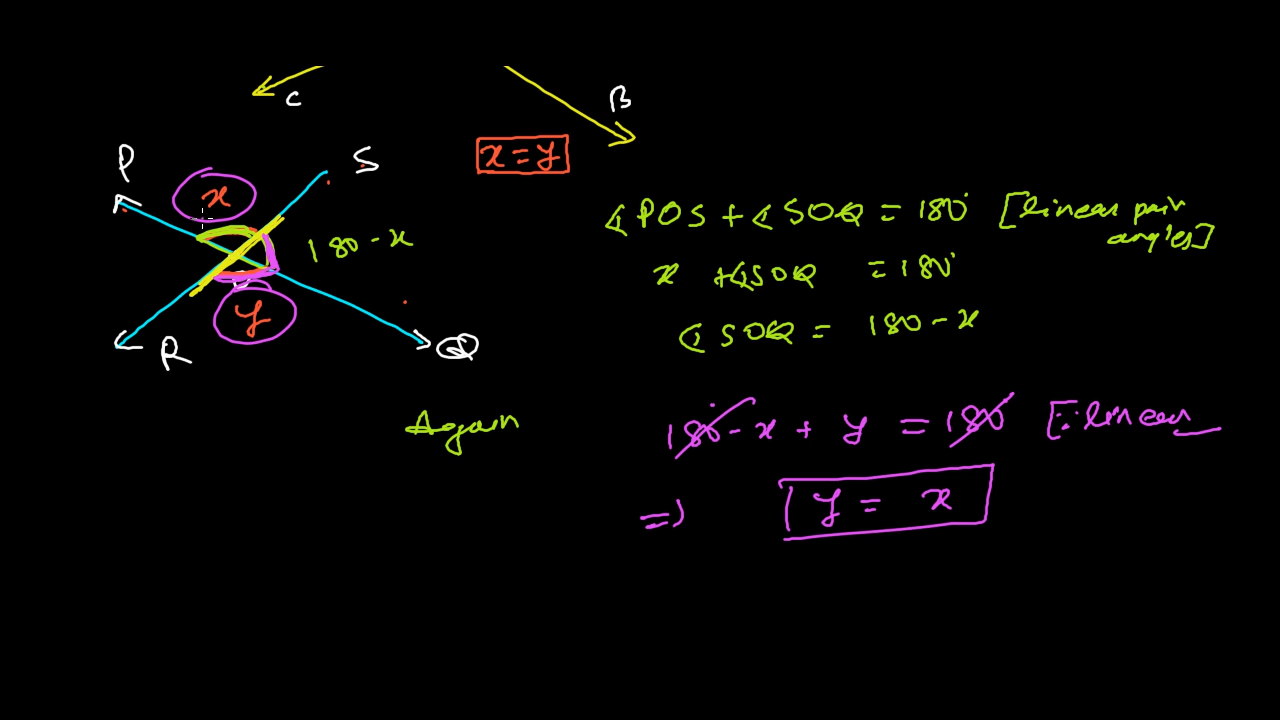 C
B
P
S
x
x = y
180 - x
y
R
Q
∡POS + ∡SOQ = 180° [linear pair angles]
x + ∡SOQ = 180°
∡SOQ = 180 - x
Again
180° - x + y = 180 [∵ linear
=> y = x